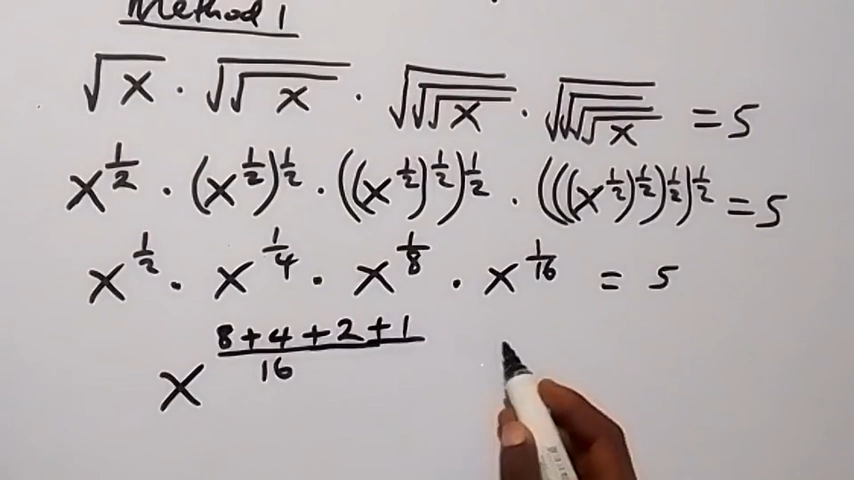 Method 1
√x · √√x · √√√x · √√√√x = 5
x^(1/2) · (x^(1/2))^(1/2) · ((x^(1/2))^(1/2))^(1/2) · (((x^(1/2))^(1/2))^(1/2))^(1/2) = 5
x^(1/2) · x^(1/4) · x^(1/8) · x^(1/16) = 5
x^((8+4+2+1)/16)